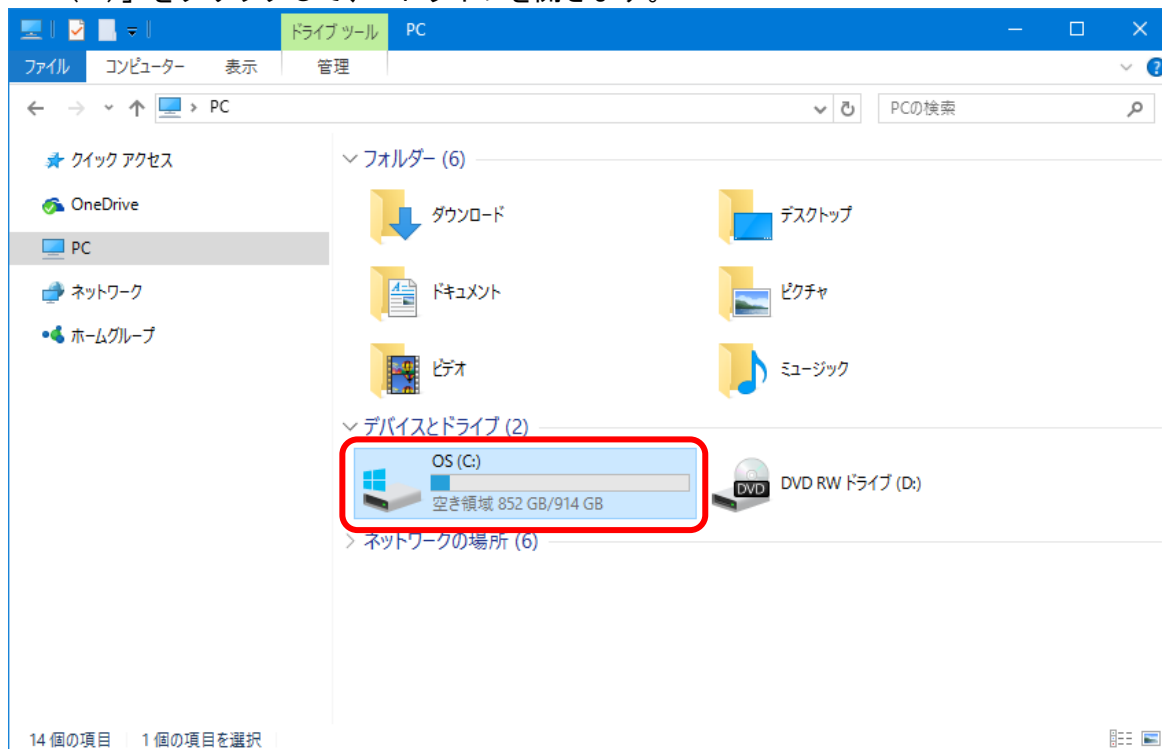 ドライブ ツール PC
ファイル コンピューター 表示 管理
PC PCの検索
クイック アクセス
OneDrive
PC
ネットワーク
ホームグループ
フォルダー (6)
ダウンロード デスクトップ
ドキュメント ピクチャ
ビデオ ミュージック
デバイスとドライブ (2)
OS (C:)
空き領域 852 GB/914 GB
DVD DVD RW ドライブ (D:)
ネットワークの場所 (6)
14 個の項目 1 個の項目を選択